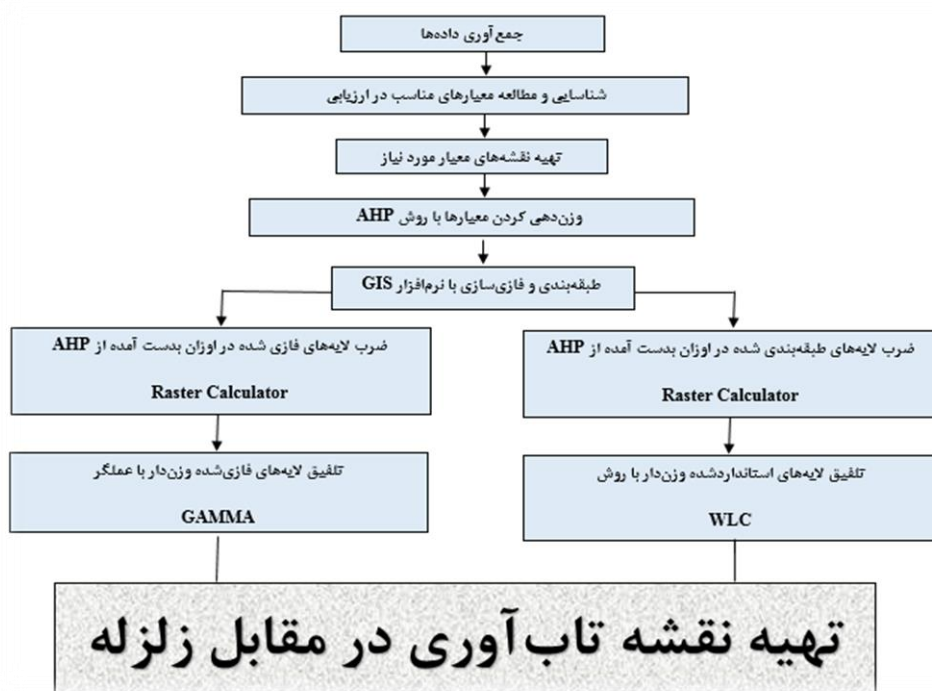 جمع آوری داده‌ها
شناسایی و مطالعه معیارهای مناسب در ارزیابی
تهیه نقشه‌های معیار مورد نیاز
وزن‌دهی کردن معیارها با روش AHP
طبقه‌بندی و فازی‌سازی با نرم‌افزار GIS
ضرب لایه‌های طبقه‌بندی شده در اوزان بدست آمده از AHP
Raster Calculator
ضرب لایه‌های فازی شده در اوزان بدست آمده از AHP
Raster Calculator
تلفیق لایه‌های استانداردشده وزن‌دار با روش
WLC
تلفیق لایه‌های فازی‌شده وزن‌دار با عملگر
GAMMA
تهیه نقشه تاب‌آوری در مقابل زلزله